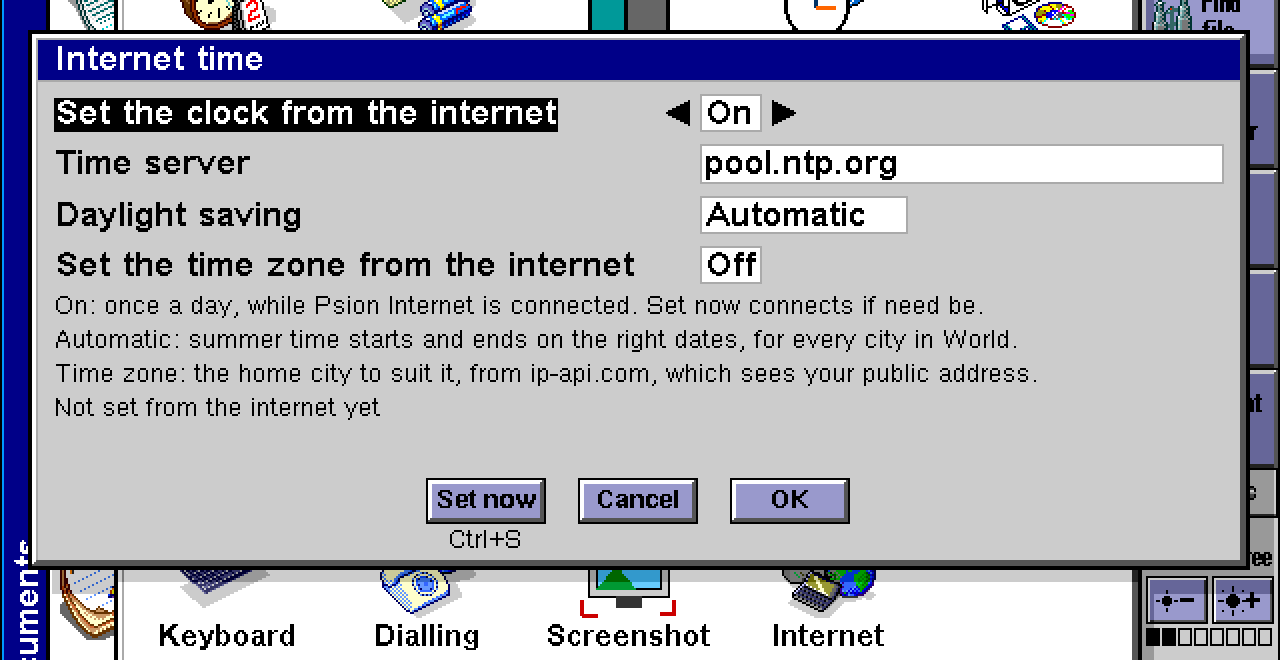 Find
file
Internet time
Set the clock from the internet On
Time server pool.ntp.org
Daylight saving Automatic
Set the time zone from the internet Off
On: once a day, while Psion Internet is connected. Set now connects if need be.
Automatic: summer time starts and ends on the right dates, for every city in World.
Time zone: the home city to suit it, from ip-api.com, which sees your public address.
Not set from the internet yet
Set now Cancel OK
Ctrl+S
Keyboard Dialling Screenshot Internet